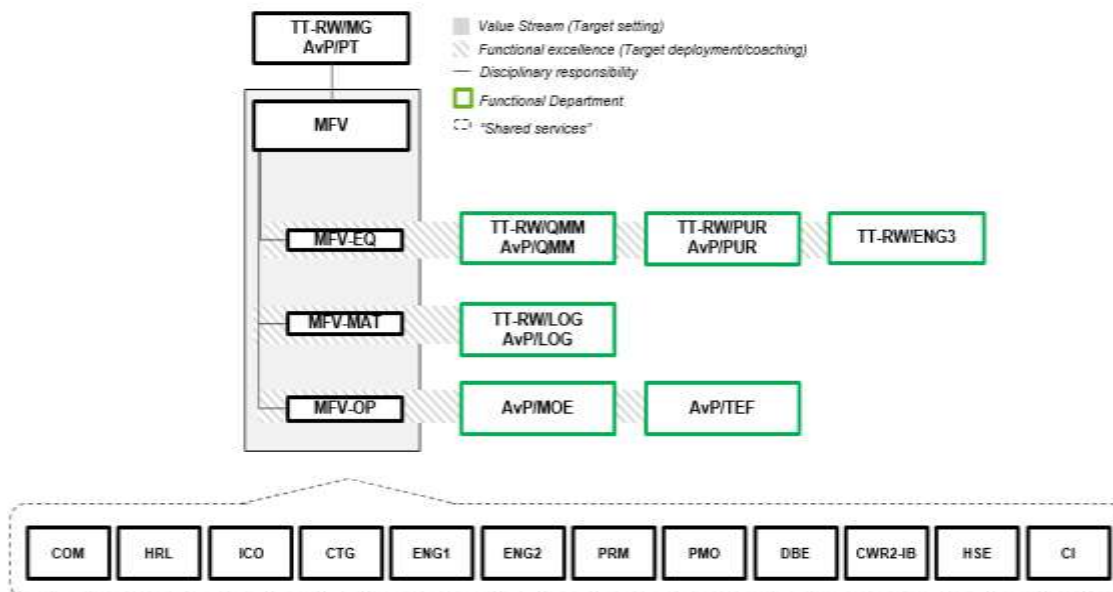 TT-RW/MG
AvP/PT
Value Stream (Target setting)
Functional excellence (Target deployment/coaching)
Disciplinary responsibility
Functional Department
"Shared services"
MFV
MFV-EQ
TT-RW/QMM
AvP/QMM
TT-RW/PUR
AvP/PUR
TT-RW/ENG3
MFV-MAT
TT-RW/LOG
AvP/LOG
MFV-OP
AvP/MOE
AvP/TEF
COM
HRL
ICO
CTG
ENG1
ENG2
PRM
PMO
DBE
CWR2-IB
HSE
CI